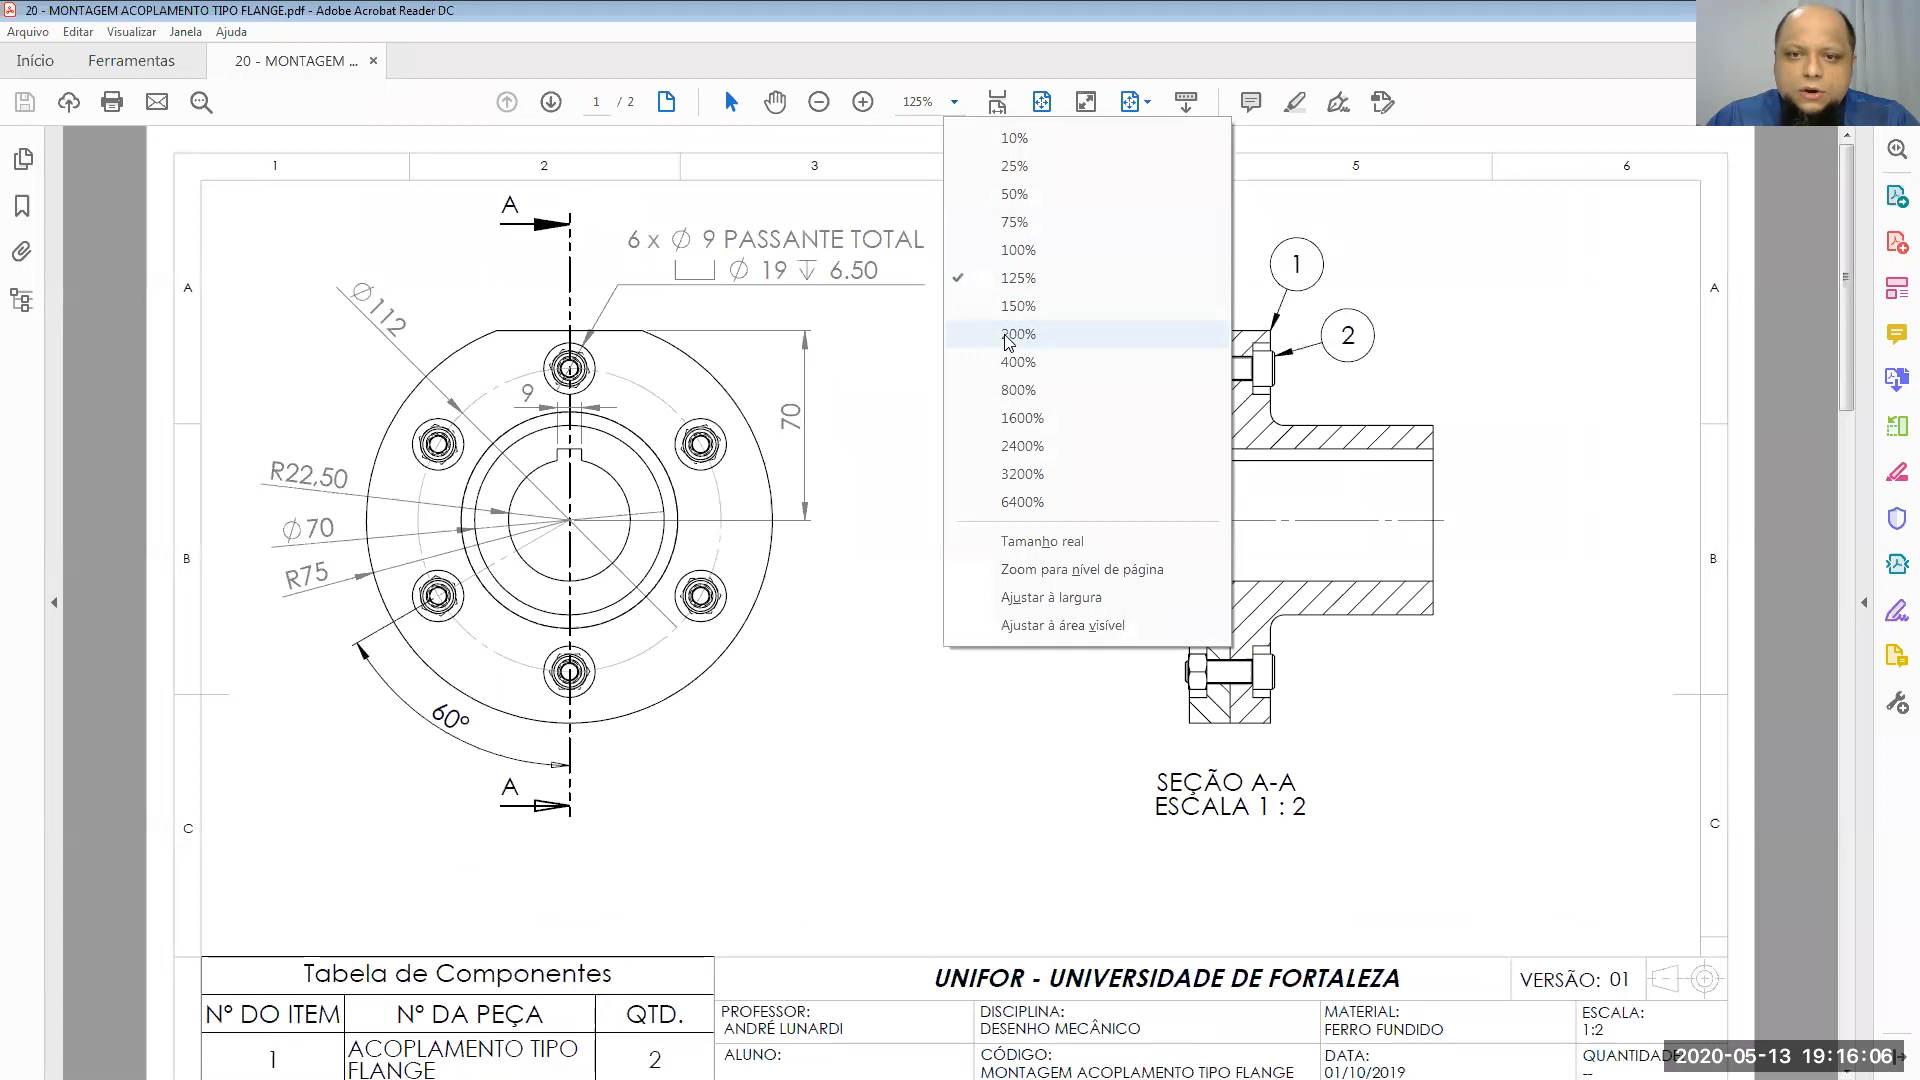 20 - MONTAGEM ACOPLAMENTO TIPO FLANGE.pdf - Adobe Acrobat Reader DC
Arquivo Editar Visualizar Janela Ajuda
Início Ferramentas 20 - MONTAGEM ... ×
1 / 2 125%
10%
25%
50%
75%
100%
125%
150%
200%
400%
800%
1600%
2400%
3200%
6400%
Tamanho real
Zoom para nível de página
Ajustar à largura
Ajustar à área visível
1 2 3 5 6
A
B
C
A
B
C
A
6 x ∅ 9 PASSANTE TOTAL
⌴ ∅ 19 ↧ 6.50
∅112
9
70
R22,50
∅70
R75
60°
A
1
2
SEÇÃO A-A
ESCALA 1 : 2
Tabela de Componentes
Nº DO ITEM Nº DA PEÇA QTD.
1 ACOPLAMENTO TIPO FLANGE 2
UNIFOR - UNIVERSIDADE DE FORTALEZA
VERSÃO: 01
PROFESSOR:
ANDRÉ LUNARDI
DISCIPLINA:
DESENHO MECÂNICO
MATERIAL:
FERRO FUNDIDO
ESCALA:
1:2
ALUNO:
CÓDIGO:
MONTAGEM ACOPLAMENTO TIPO FLANGE
DATA:
01/10/2019
QUANTIDADE
--
2020-05-13 19:16:06